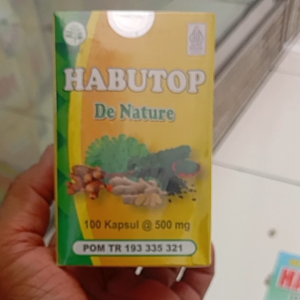 HABUTOP
De Nature
100 Kapsul @ 500 mg
POM TR 193 335 321